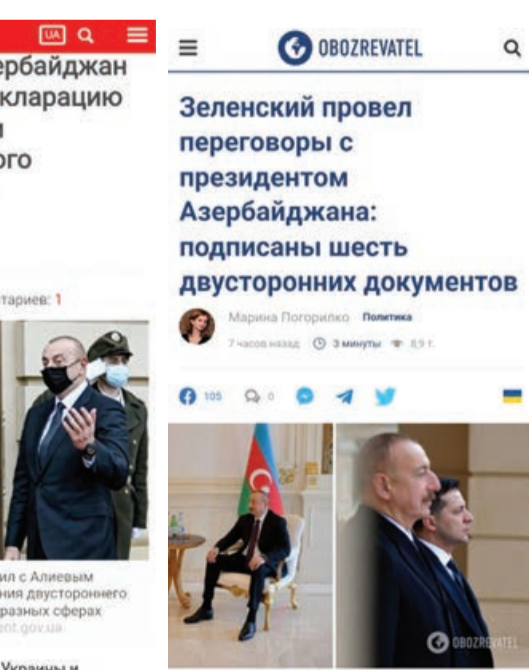 UA
ербайджан
кларацию
и
ого
тариев: 1
ил с Алиевым
ния двустороннего
разных сферах
ent.gov.ua
Украины и
OBOZREVATEL
Зеленский провел
переговоры с
президентом
Азербайджана:
подписаны шесть
двусторонних документов
Марина Погорилко Политика
7 часов назад 3 минуты 8,9 т.
105 0
OBOZREVATEL